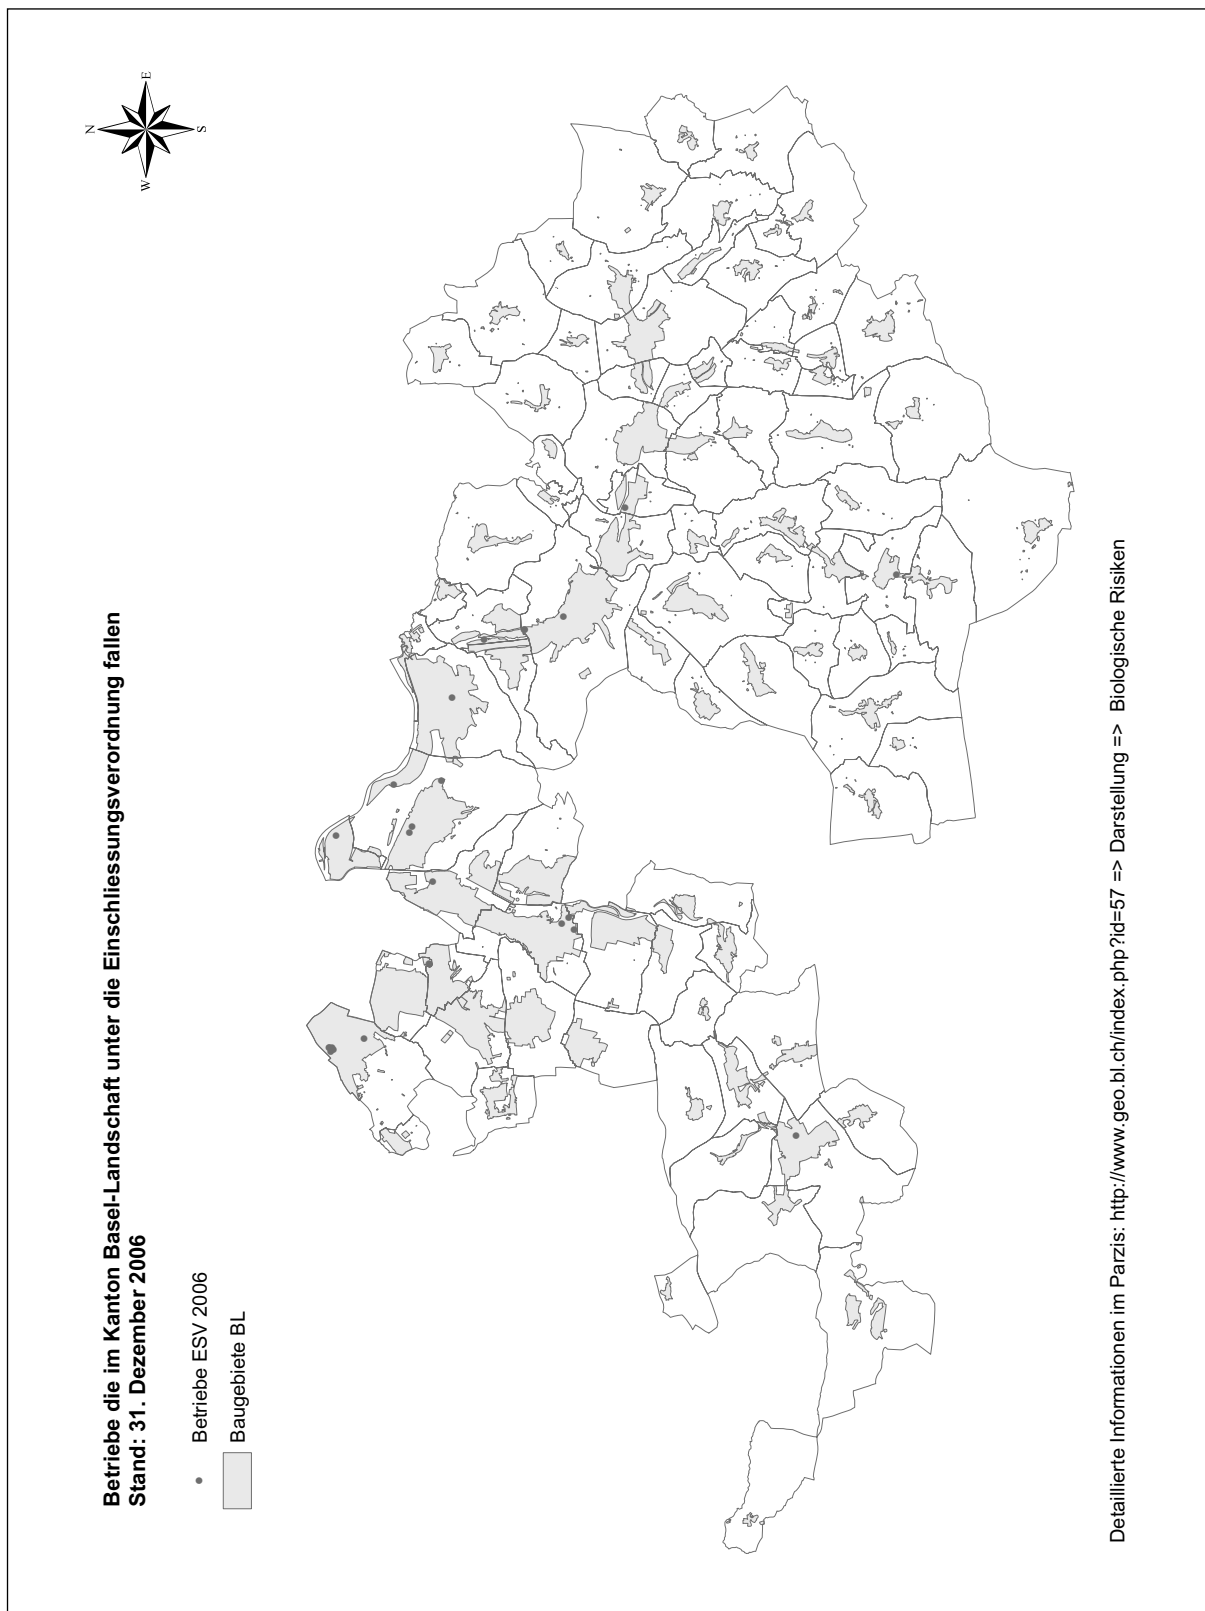 Betriebe die im Kanton Basel-Landschaft unter die Einschliessungsverordnung fallen
Stand: 31. Dezember 2006
Betriebe ESV 2006
Baugebiete BL
N
E
S
W
Detaillierte Informationen im Parzis: http://www.geo.bl.ch/index.php?id=57 => Darstellung => Biologische Risiken